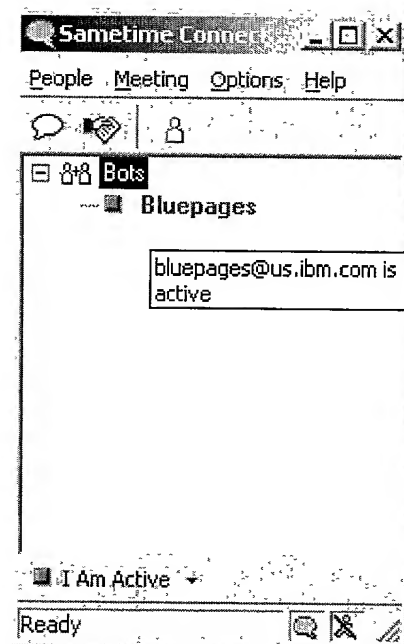 Sametime Connect
People Meeting Options Help
Bots
Bluepages
bluepages@us.ibm.com is
active
I Am Active
Ready